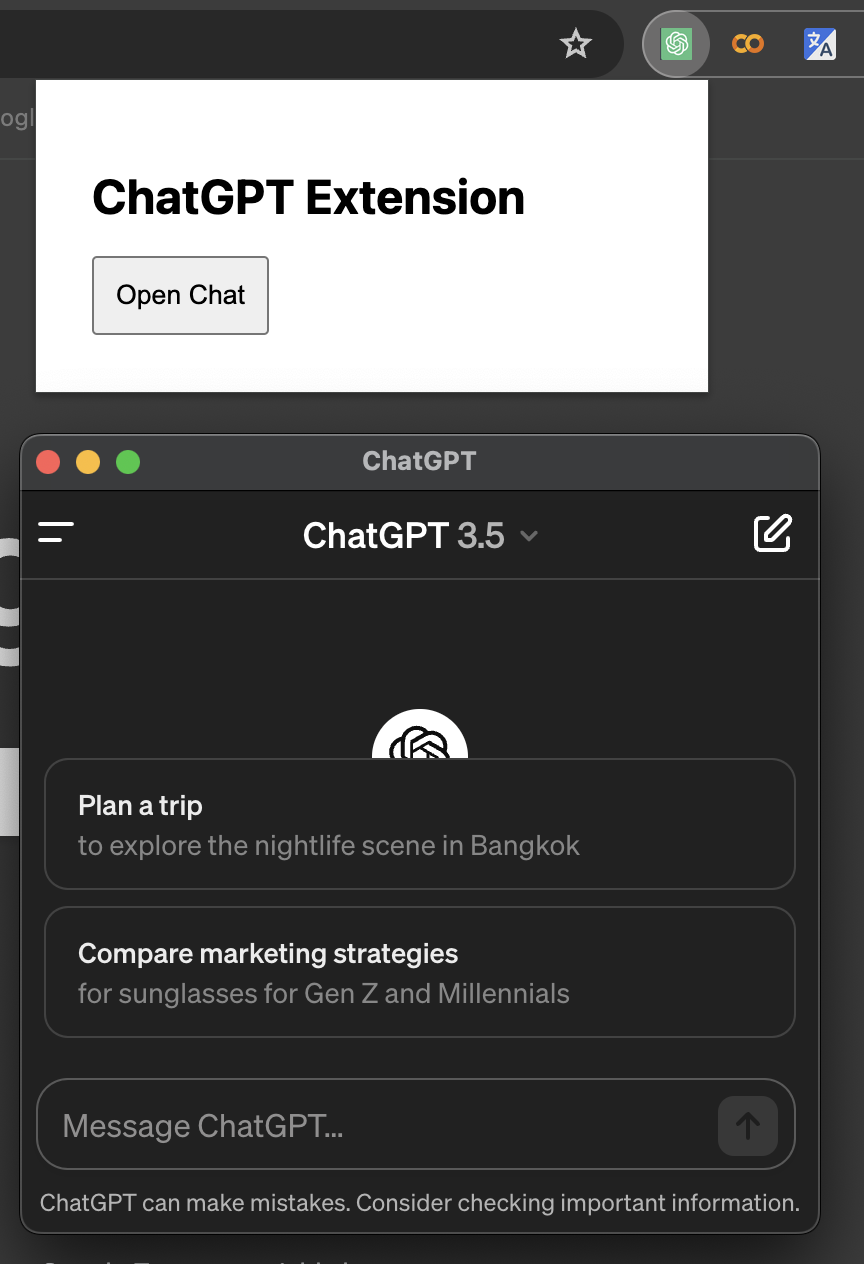 ogl
ChatGPT Extension
Open Chat
ChatGPT
ChatGPT 3.5
Plan a trip
to explore the nightlife scene in Bangkok
Compare marketing strategies
for sunglasses for Gen Z and Millennials
Message ChatGPT...
ChatGPT can make mistakes. Consider checking important information.